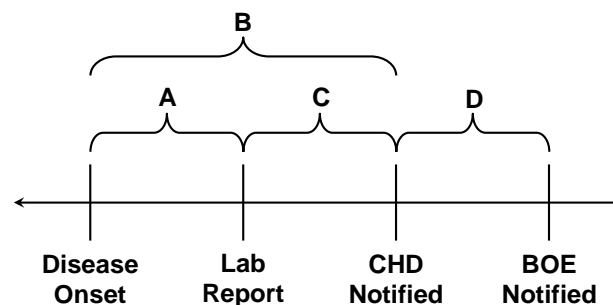 B
A
C
D
Disease
Onset
Lab
Report
CHD
Notified
BOE
Notified